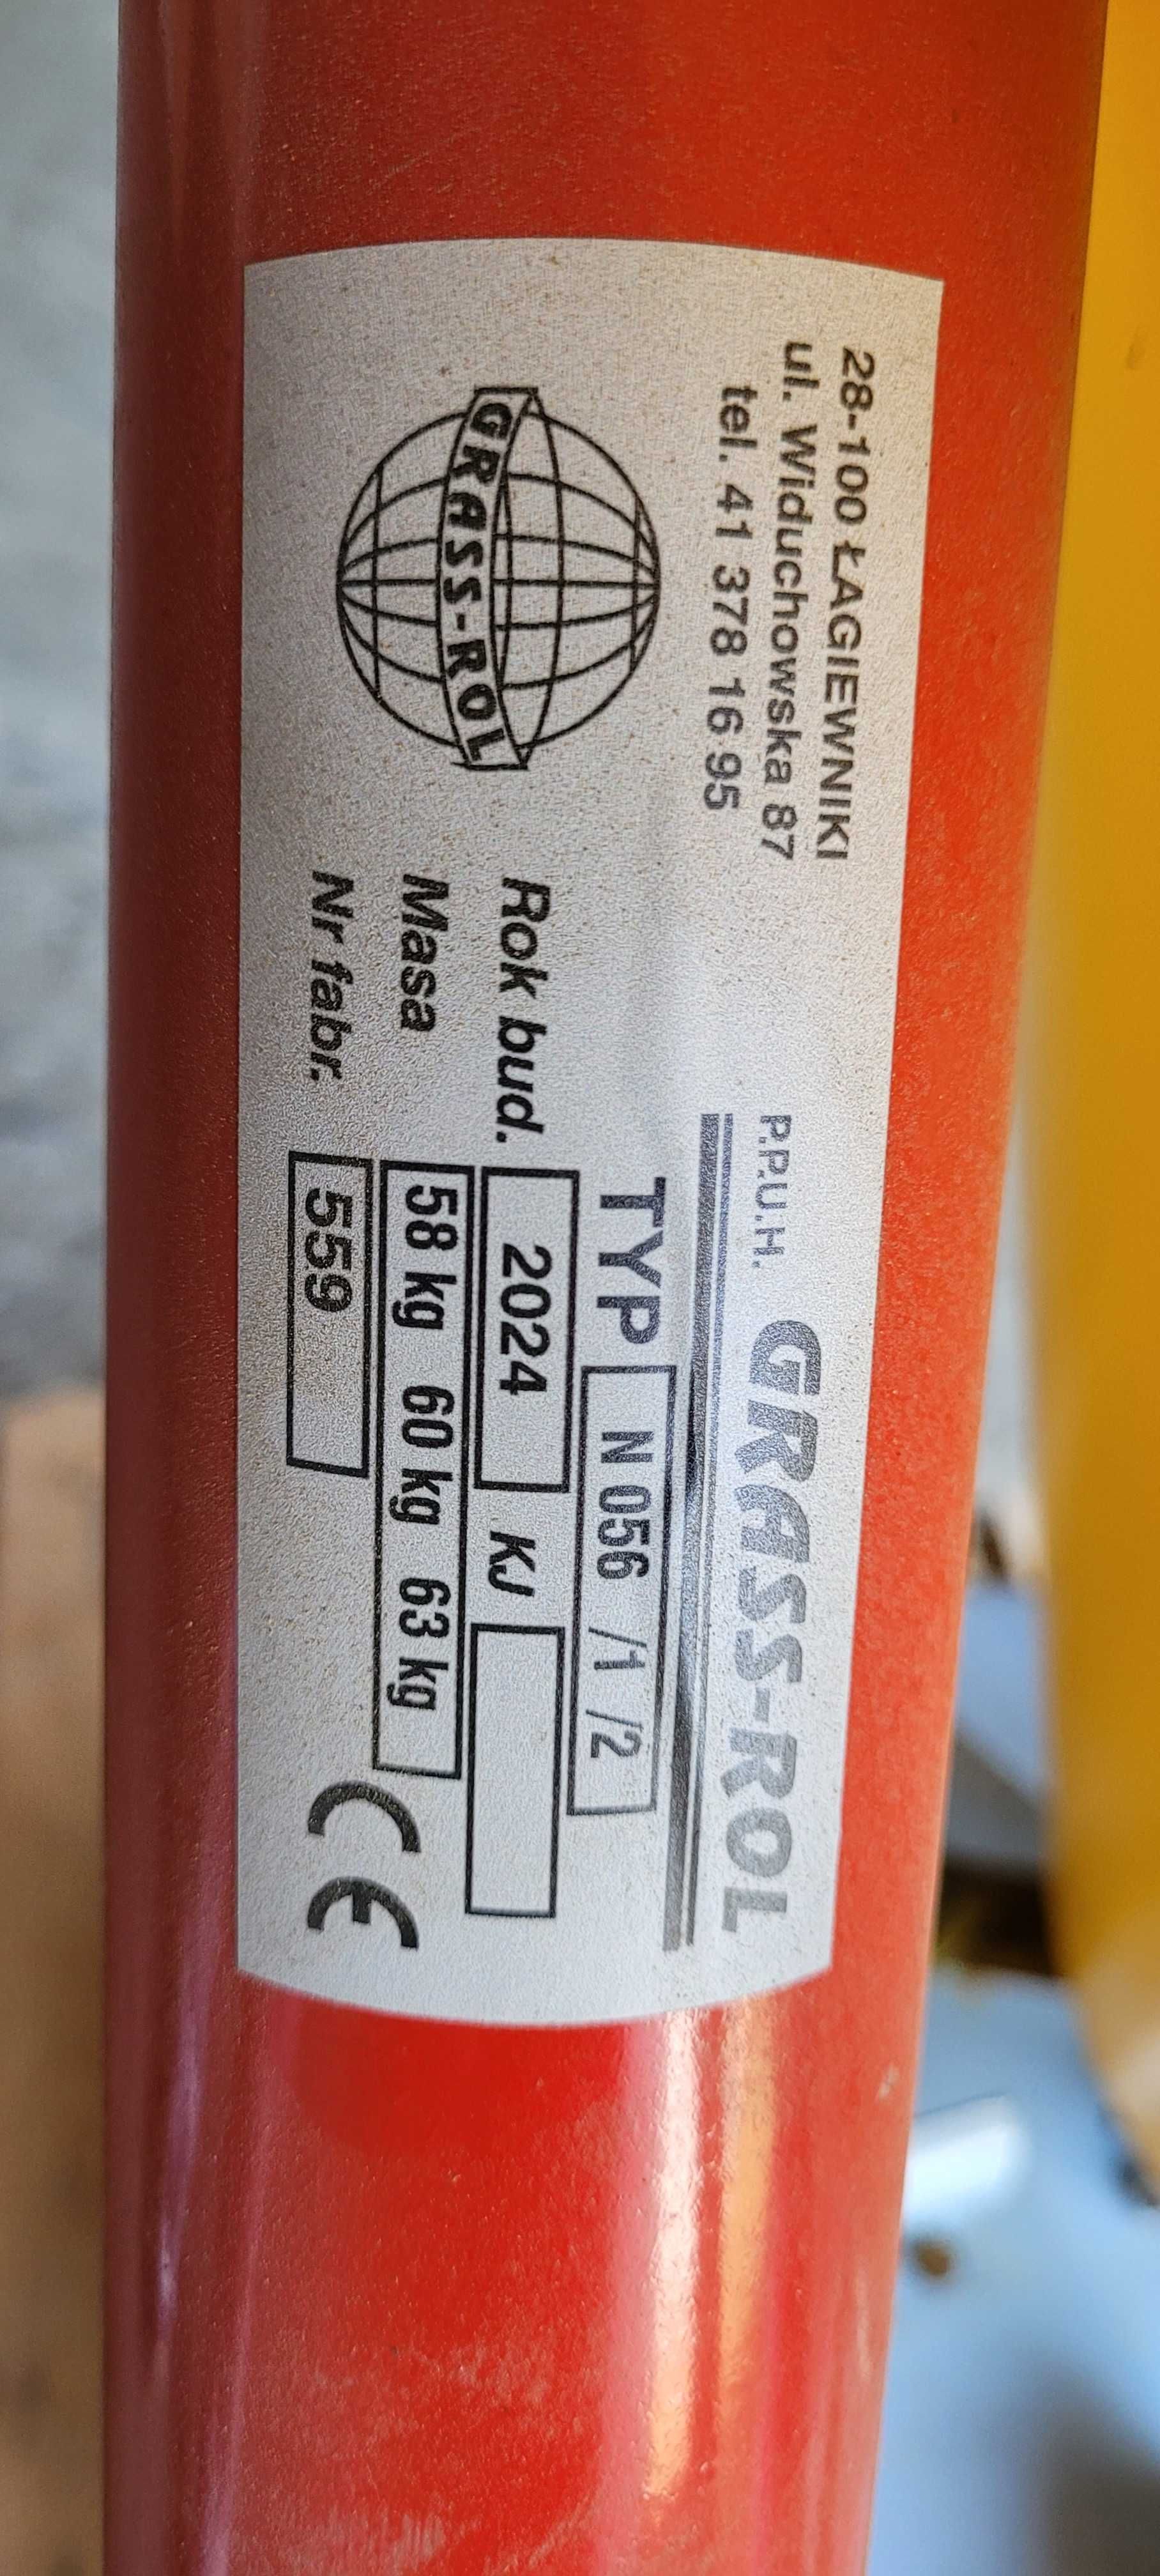 28-100 ŁAGIEWNIKI
ul. Widuchowska 87
tel. 41 378 16 95
GRASS-ROL
P.P.U.H. GRASS-ROL
TYP N 056 /1 /2
Rok bud. 2024 KJ
Masa 58 kg 60 kg 63 kg
Nr fabr. 559
CE